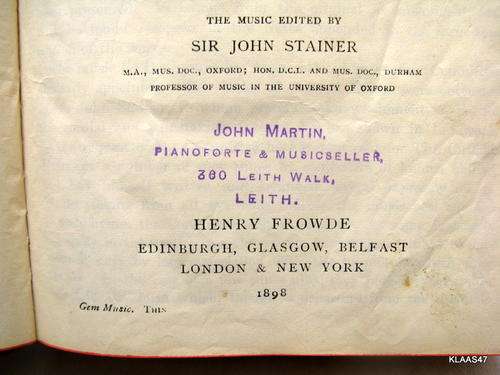 THE MUSIC EDITED BY
SIR JOHN STAINER
M.A., MUS. DOC., OXFORD; HON. D.C.L. AND MUS. DOC., DURHAM
PROFESSOR OF MUSIC IN THE UNIVERSITY OF OXFORD
JOHN MARTIN,
PIANOFORTE & MUSICSELLER,
360 LEITH WALK,
LEITH.
HENRY FROWDE
EDINBURGH, GLASGOW, BELFAST
LONDON & NEW YORK
1898
Gem Music. THIS
KLAAS47